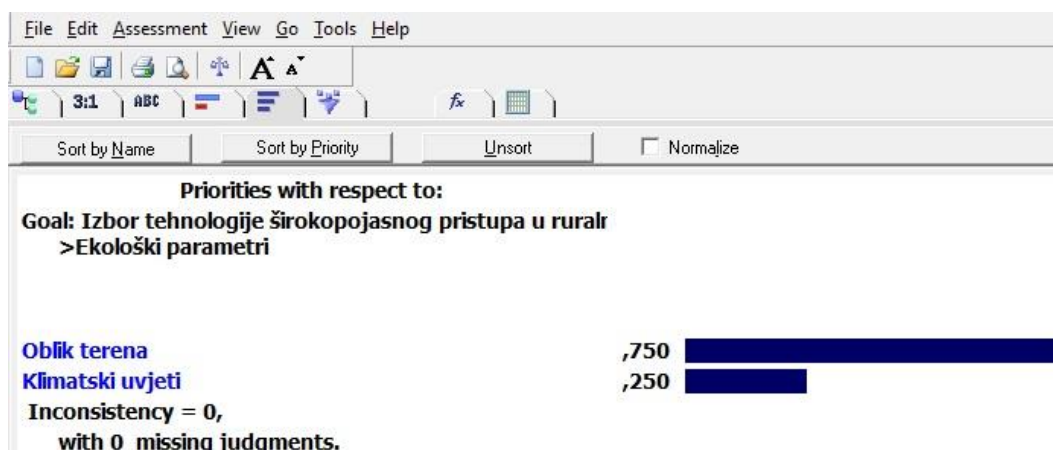 File Edit Assessment View Go Tools Help
A A
3:1 ABC fx
Sort by Name Sort by Priority Unsort Normalize
Priorities with respect to:
Goal: Izbor tehnologije širokopojasnog pristupa u ruralr
>Ekološki parametri
Oblik terena ,750
Klimatski uvjeti ,250
Inconsistency = 0,
with 0 missing judgments.